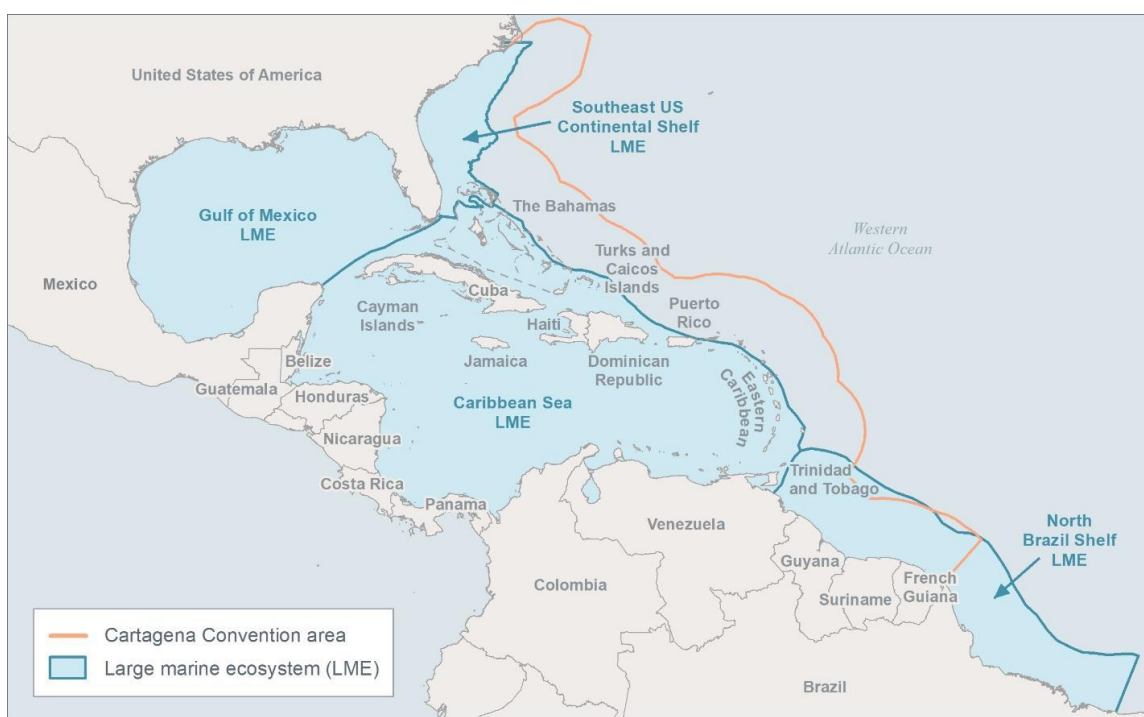 United States of America
Southeast US
Continental Shelf
LME
Gulf of Mexico
LME
The Bahamas
Western
Atlantic Ocean
Mexico
Turks and
Caicos
Islands
Cuba
Cayman
Islands
Puerto
Rico
Haiti
Belize
Jamaica
Dominican
Republic
Guatemala
Honduras
Eastern
Caribbean
Caribbean Sea
LME
Nicaragua
Costa Rica
Panama
Trinidad
and Tobago
Venezuela
North
Brazil Shelf
LME
Guyana
Colombia
French
Guiana
Suriname
Brazil
Cartagena Convention area
Large marine ecosystem (LME)